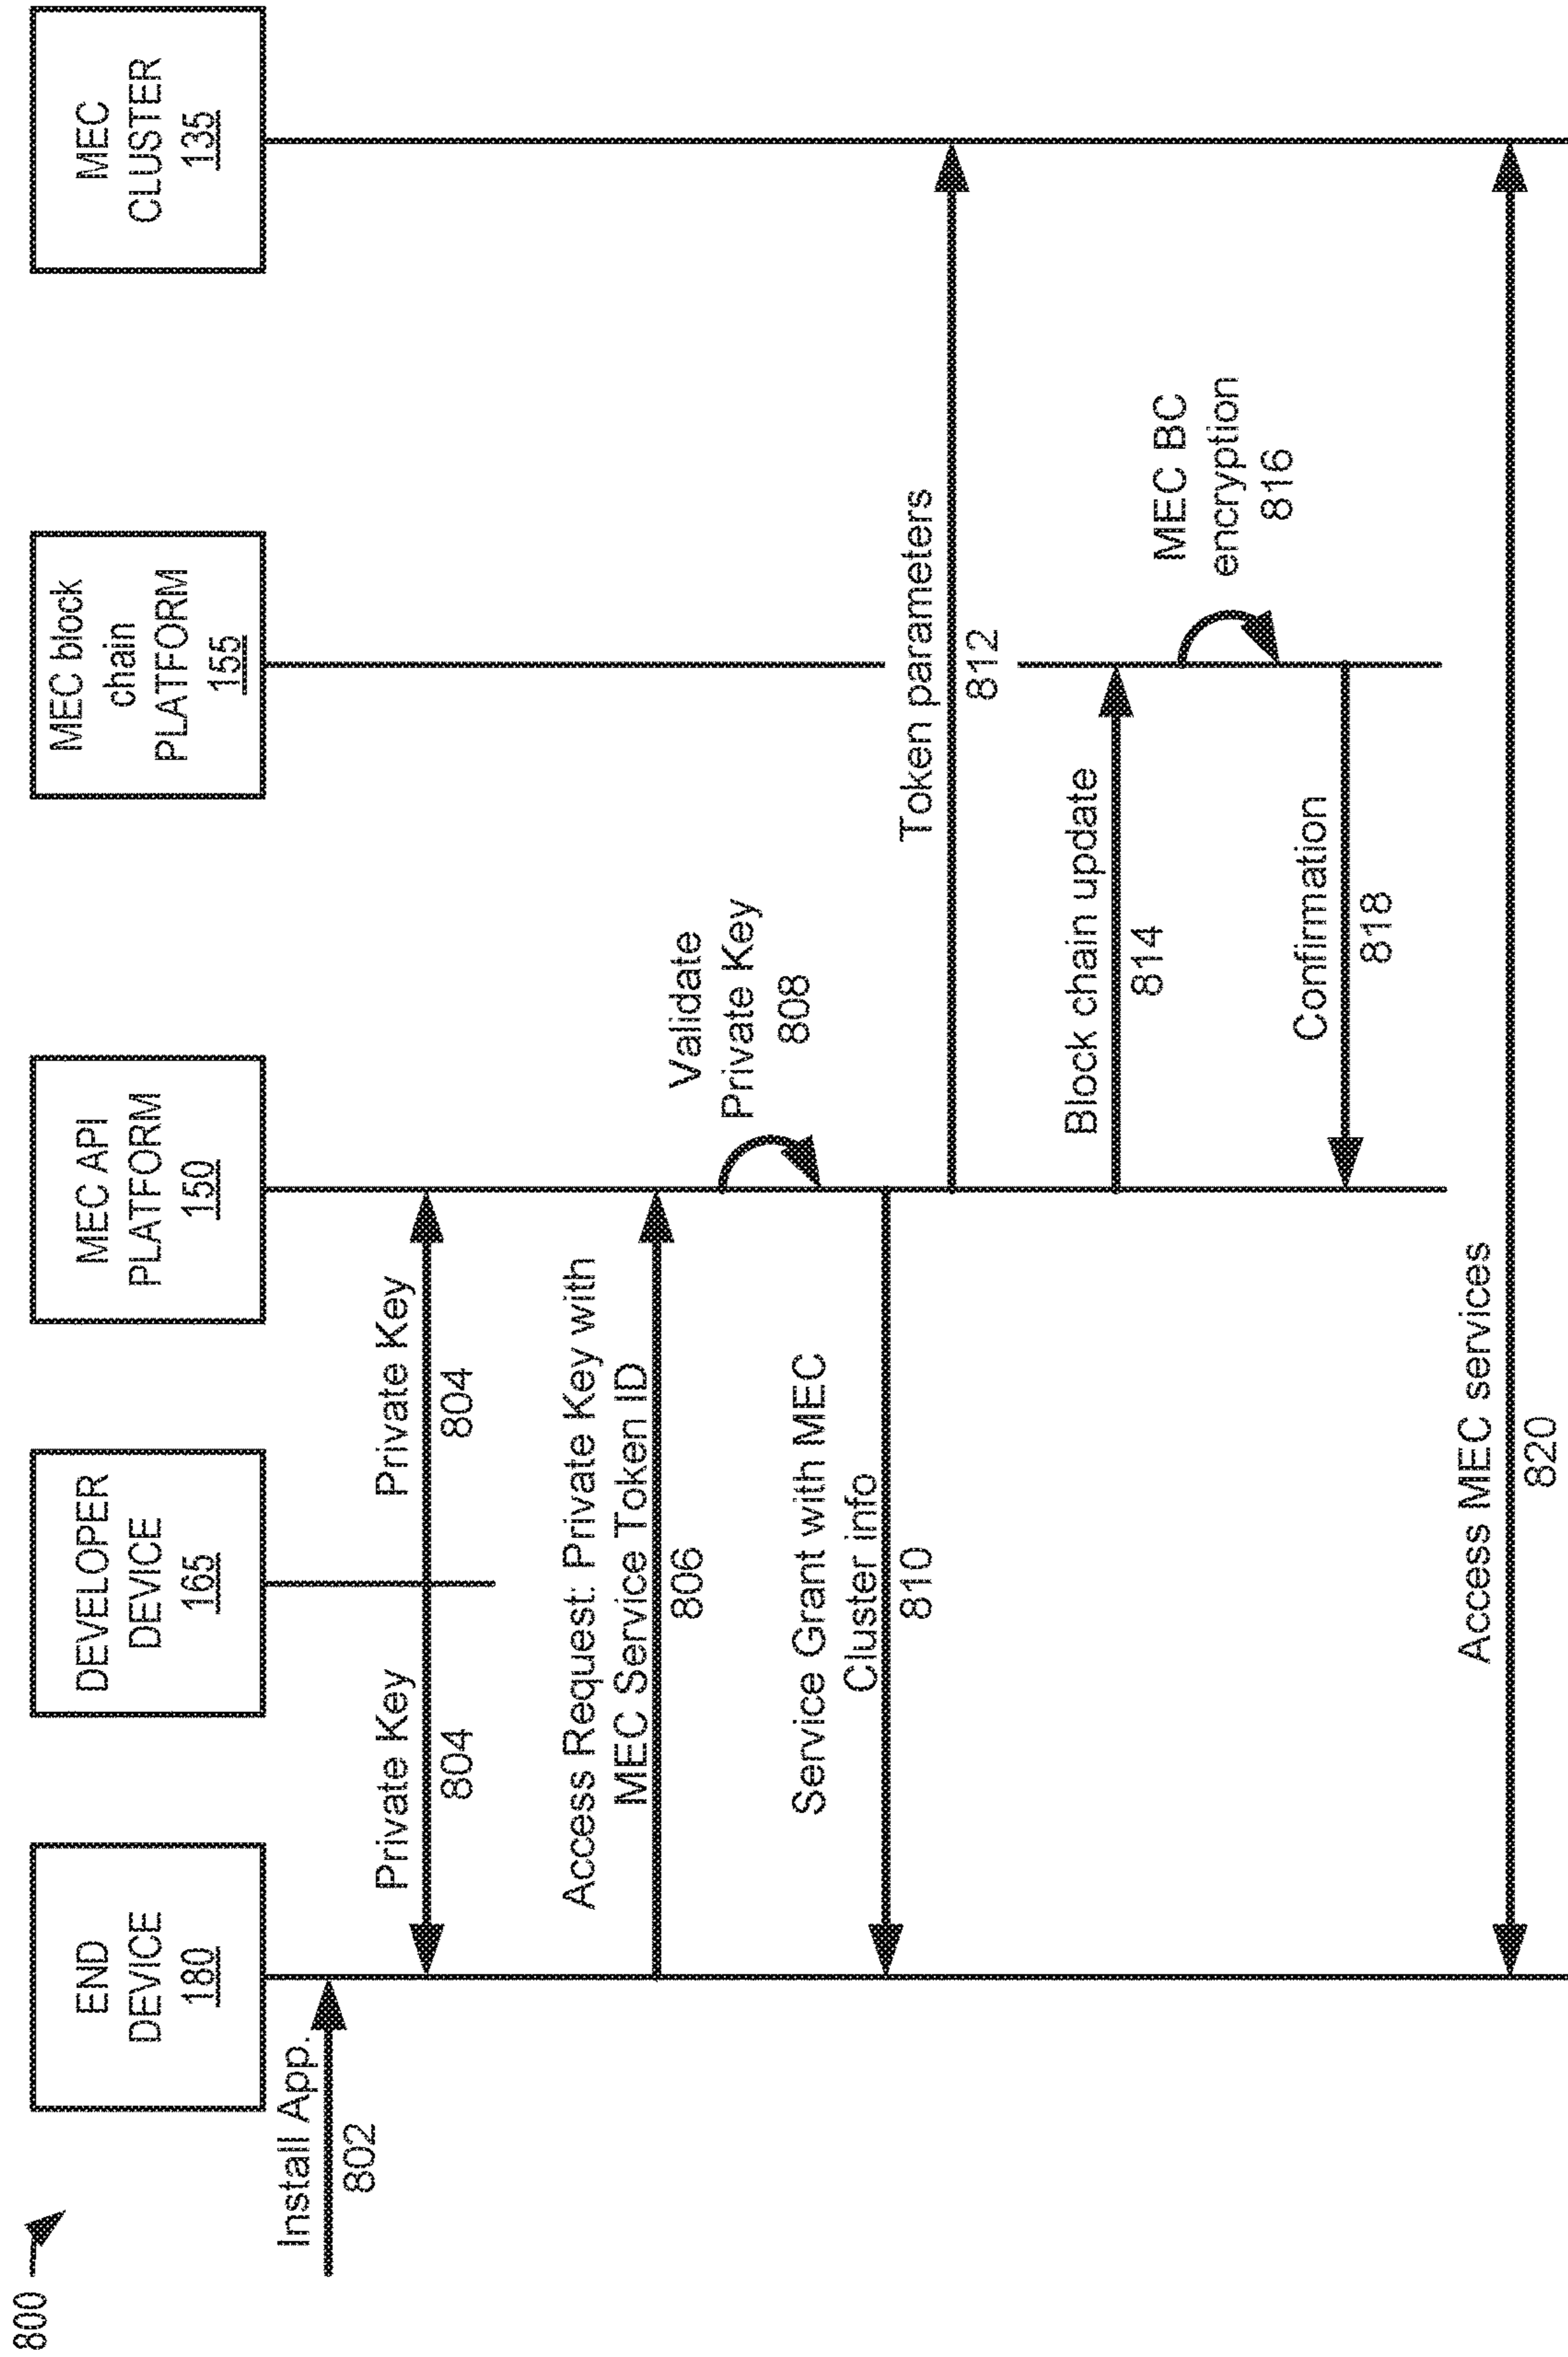 800
END
DEVICE
180
DEVELOPER
DEVICE
165
MEC API
PLATFORM
150
MEC block
chain
PLATFORM
155
MEC
CLUSTER
135
Install App.
802
Private Key
804
Private Key
804
Access Request: Private Key with
MEC Service Token ID
806
Validate
Private Key
808
Service Grant with MEC
Cluster info
810
Token parameters
812
Block chain update
814
MEC BC
encryption
816
Confirmation
818
Access MEC services
820